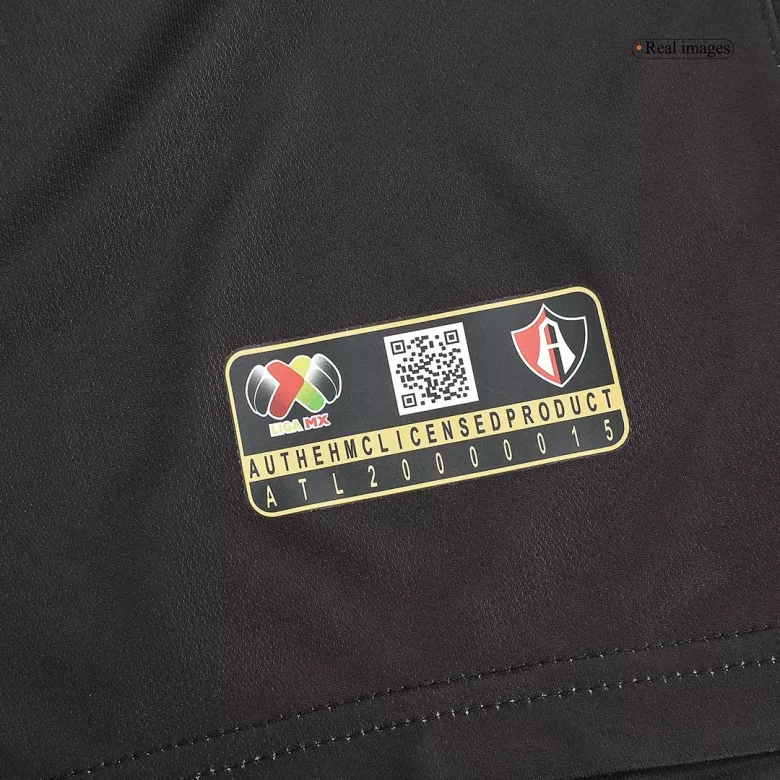 Real images
LIGA MX
A
AUTHEHMCLICENSEDPRODUCT
ATL20000015